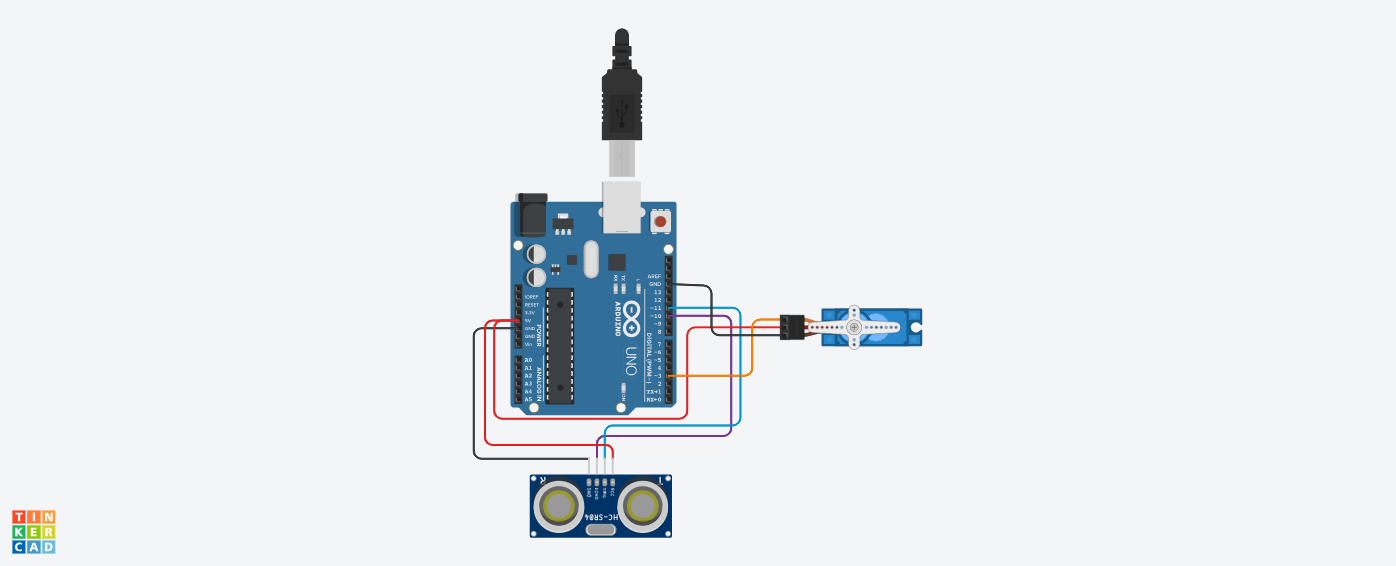 RX
TX
L
AREF
GND
13
12
~11
~10
~9
8
7
~6
~5
4
~3
2
TX→1
RX←0
DIGITAL (PWM~)
IOREF
RESET
3.3V
5V
GND
GND
Vin
POWER
A0
A1
A2
A3
A4
A5
ANALOG IN
ARDUINO
UNO
ON
GND
ECHO
TRIG
VCC
T
HC-SR04
TIN
KER
CAD